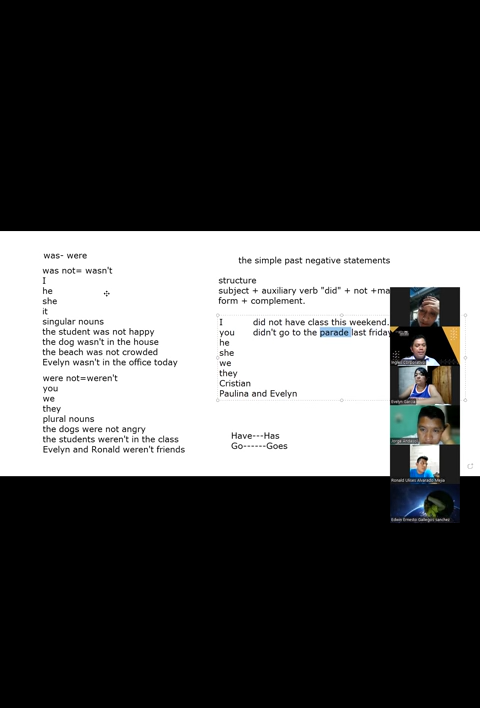 was- were
was not= wasn't
I
he
she
it
singular nouns
the student was not happy
the dog wasn't in the house
the beach was not crowded
Evelyn wasn't in the office today
were not=weren't
you
we
they
plural nouns
the dogs were not angry
the students weren't in the class
Evelyn and Ronald weren't friends
the simple past negative statements
structure
subject + auxiliary verb "did" + not +ma
form + complement.
I did not have class this weekend.
you didn't go to the parade last friday
he
she
we
they
Cristian
Paulina and Evelyn
Have---Has
Go------Goes
Evelyn Garcia
Ronald Ulises Alvarado Mejia
Edwin Ernesto Gallegos Sanchez